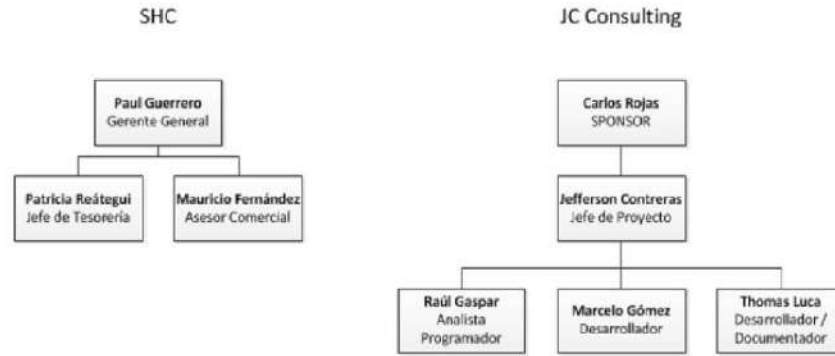 SHC
Paul Guerrero
Gerente General
Patricia Reátegui
Jefe de Tesorería
Mauricio Fernández
Asesor Comercial
JC Consulting
Carlos Rojas
SPONSOR
Jefferson Contreras
Jefe de Proyecto
Raúl Gaspar
Analista
Programador
Marcelo Gómez
Desarrollador
Thomas Luca
Desarrollador /
Documentador